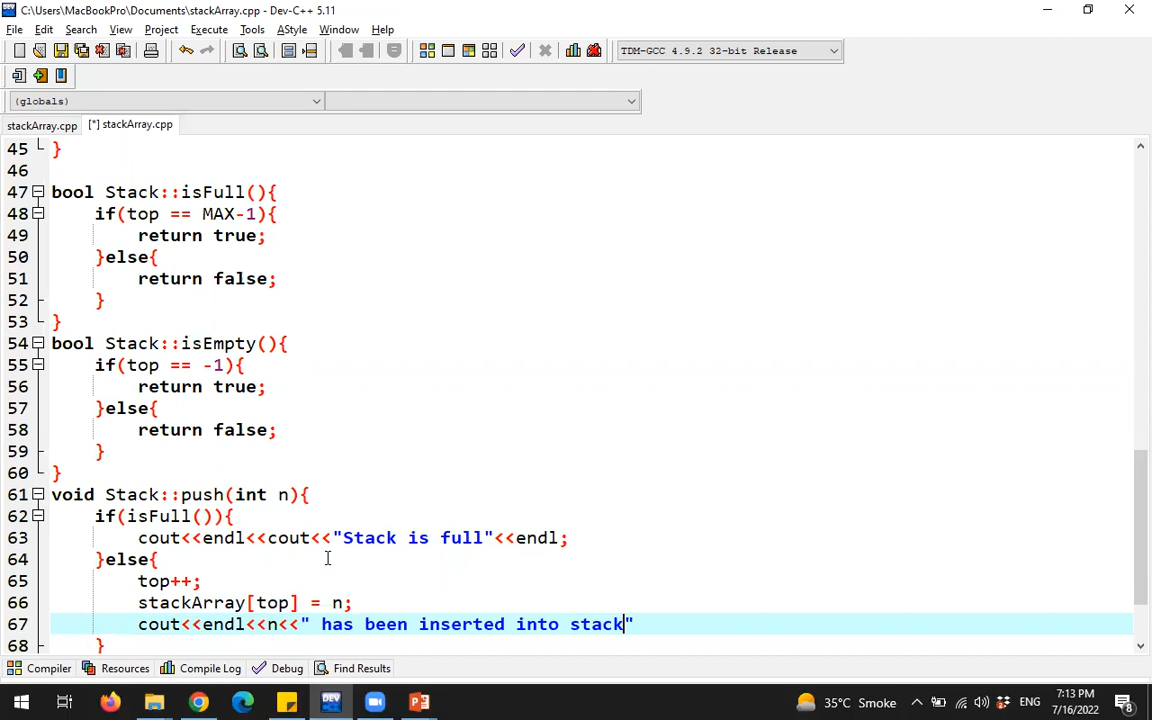 C:\Users\MacBookPro\Documents\stackArray.cpp - Dev-C++ 5.11
File Edit Search View Project Execute Tools AStyle Window Help
TDM-GCC 4.9.2 32-bit Release
(globals)
stackArray.cpp [*] stackArray.cpp
45 }
46
47 bool Stack::isFull(){
48 if(top == MAX-1){
49 return true;
50 }else{
51 return false;
52 }
53 }
54 bool Stack::isEmpty(){
55 if(top == -1){
56 return true;
57 }else{
58 return false;
59 }
60 }
61 void Stack::push(int n){
62 if(isFull()){
63 cout<<endl<<cout<<"Stack is full"<<endl;
64 }else{
65 top++;
66 stackArray[top] = n;
67 cout<<endl<<n<<" has been inserted into stack"
68 }
Compiler Resources Compile Log Debug Find Results
DEV 35°C Smoke ENG 7:13 PM
7/16/2022 8